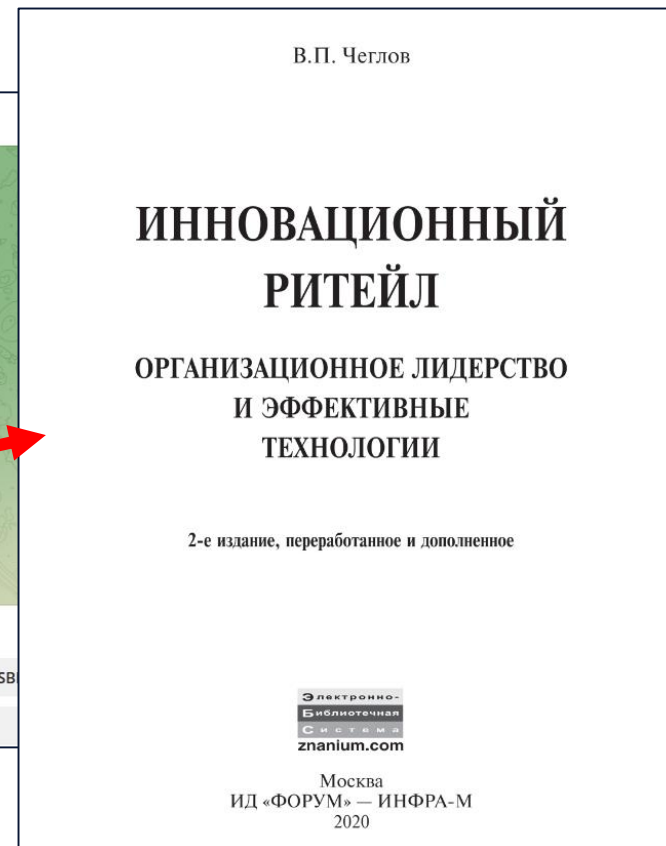 В.П. Чеглов
ИННОВАЦИОННЫЙ
РИТЕЙЛ
ОРГАНИЗАЦИОННОЕ ЛИДЕРСТВО
И ЭФФЕКТИВНЫЕ
ТЕХНОЛОГИИ
2-е издание, переработанное и дополненное
Электронно-
Библиотечная
Система
znanium.com
Москва
ИД «ФОРУМ» — ИНФРА-М
2020